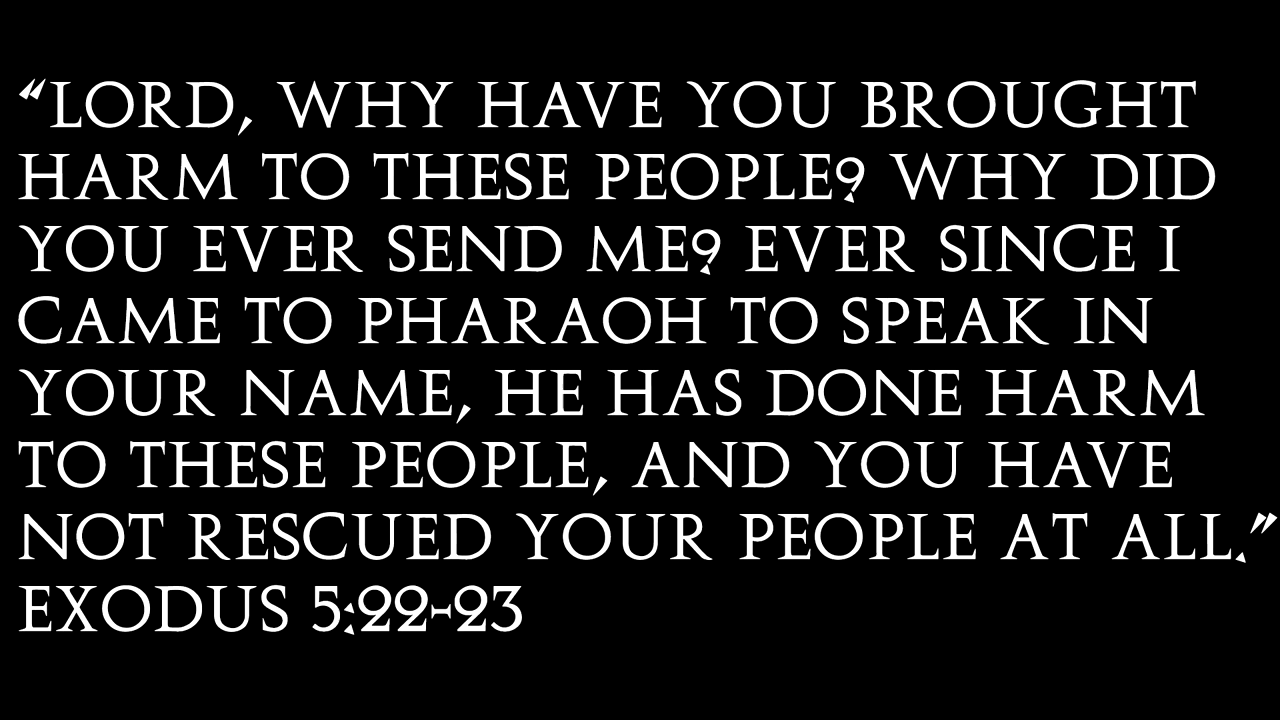 “LORD, WHY HAVE YOU BROUGHT
HARM TO THESE PEOPLE? WHY DID
YOU EVER SEND ME? EVER SINCE I
CAME TO PHARAOH TO SPEAK IN
YOUR NAME, HE HAS DONE HARM
TO THESE PEOPLE, AND YOU HAVE
NOT RESCUED YOUR PEOPLE AT ALL.”
EXODUS 5:22-23